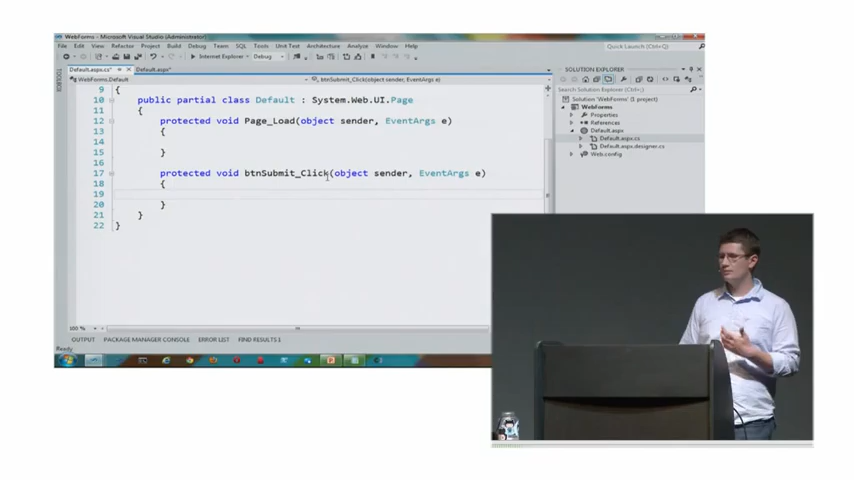 WebForms - Microsoft Visual Studio (Administrator)
Quick Launch (Ctrl+Q)
File Edit View Refactor Project Build Debug Team SQL Tools Unit Test Architecture Analyze Window Help
Internet Explorer Debug
TOOLBOX
Default.aspx.cs* Default.aspx*
WebForms.Default
btnSubmit_Click(object sender, EventArgs e)
9 {
10 public partial class Default : System.Web.UI.Page
11 {
12 protected void Page_Load(object sender, EventArgs e)
13 {
14
15 }
16
17 protected void btnSubmit_Click(object sender, EventArgs e)
18 {
19
20 }
21 }
22 }
100 %
OUTPUT PACKAGE MANAGER CONSOLE ERROR LIST FIND RESULTS 1
Ready
SOLUTION EXPLORER
Search Solution Explorer (Ctrl+;)
Solution 'WebForms' (1 project)
WebForms
Properties
References
Default.aspx
Default.aspx.cs
Default.aspx.designer.cs
Web.config